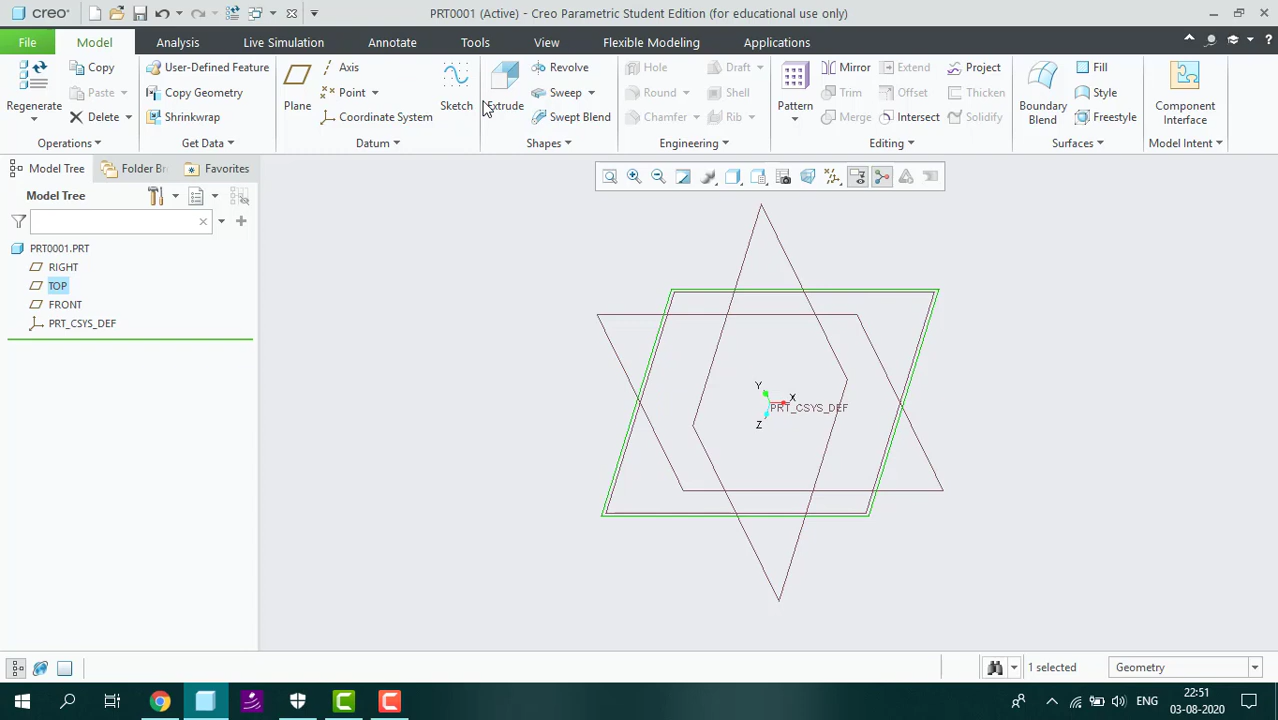 creo
PRT0001 (Active) - Creo Parametric Student Edition (for educational use only)
File
Model
Analysis
Live Simulation
Annotate
Tools
View
Flexible Modeling
Applications
Regenerate
Copy
Paste
Delete
Operations
User-Defined Feature
Copy Geometry
Shrinkwrap
Get Data
Plane
Axis
Point
Coordinate System
Sketch
Datum
Extrude
Revolve
Sweep
Swept Blend
Shapes
Hole
Round
Chamfer
Draft
Shell
Rib
Engineering
Pattern
Mirror
Trim
Merge
Extend
Offset
Intersect
Project
Thicken
Solidify
Editing
Boundary
Blend
Fill
Style
Freestyle
Surfaces
Component
Interface
Model Intent
Model Tree
Folder Br
Favorites
Model Tree
PRT0001.PRT
RIGHT
TOP
FRONT
PRT_CSYS_DEF
Y
X
PRT_CSYS_DEF
Z
1 selected
Geometry
ENG
22:51
03-08-2020